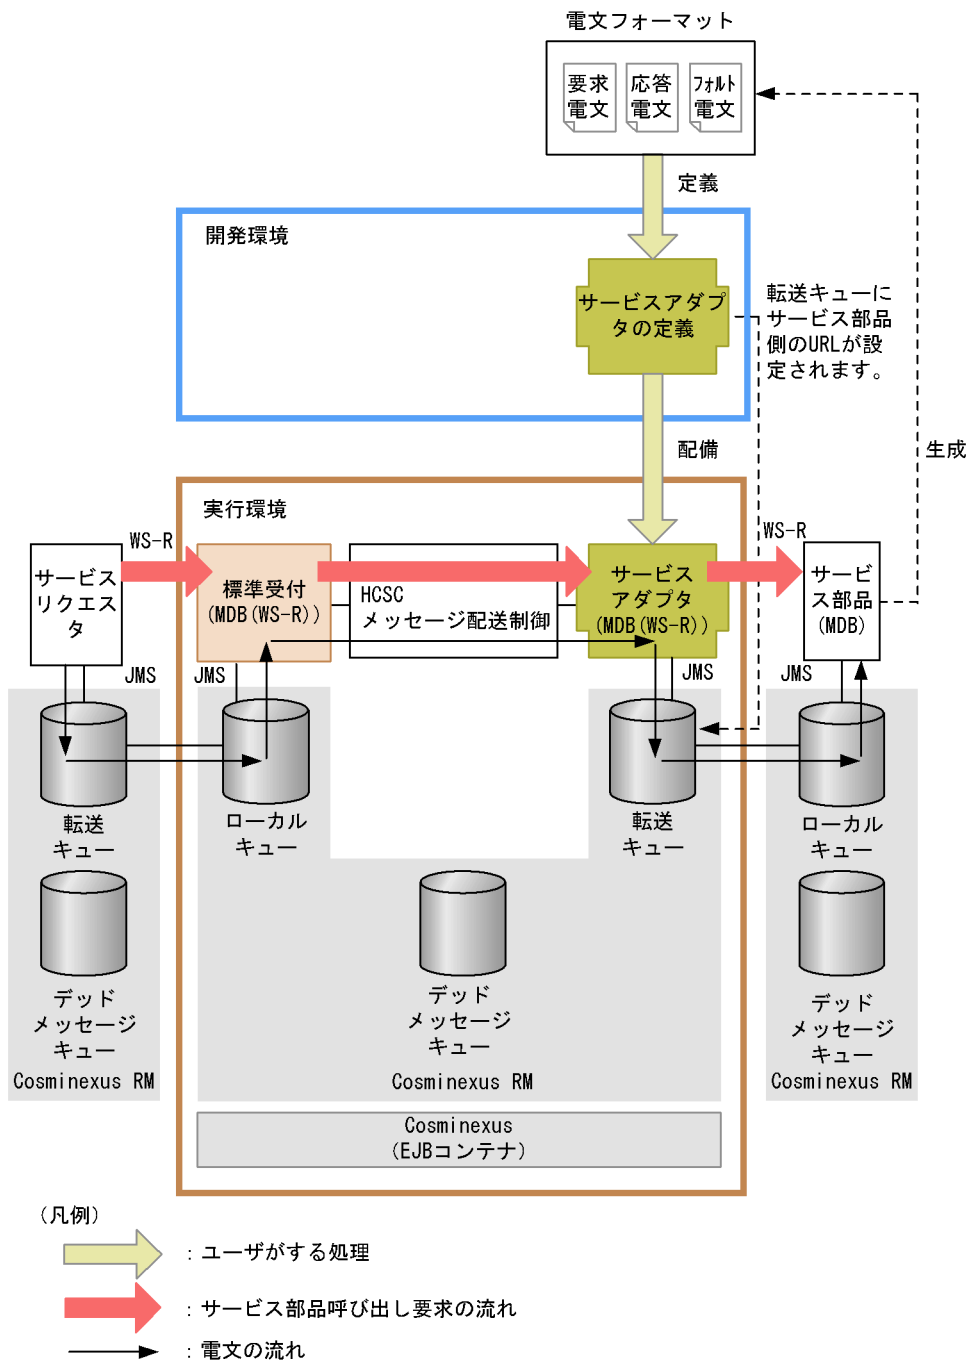 電文フォーマット
要求
電文
応答
電文
フォルト
電文
定義
開発環境
サービスアダプ
タの定義
転送キューに
サービス部品
側のURLが設
定されます。
配備
生成
実行環境
WS-R
WS-R
サービス
リクエス
タ
標準受付
(MDB(WS-R))
HCSC
メッセージ配送制御
サービス
アダプタ
(MDB(WS-R))
サービ
ス部品
(MDB)
JMS
JMS
JMS
JMS
転送
キュー
ローカル
キュー
転送
キュー
ローカル
キュー
デッド
メッセージ
キュー
デッド
メッセージ
キュー
デッド
メッセージ
キュー
Cosminexus RM
Cosminexus RM
Cosminexus RM
Cosminexus
(EJBコンテナ)
(凡例)
:ユーザがする処理
:サービス部品呼び出し要求の流れ
:電文の流れ